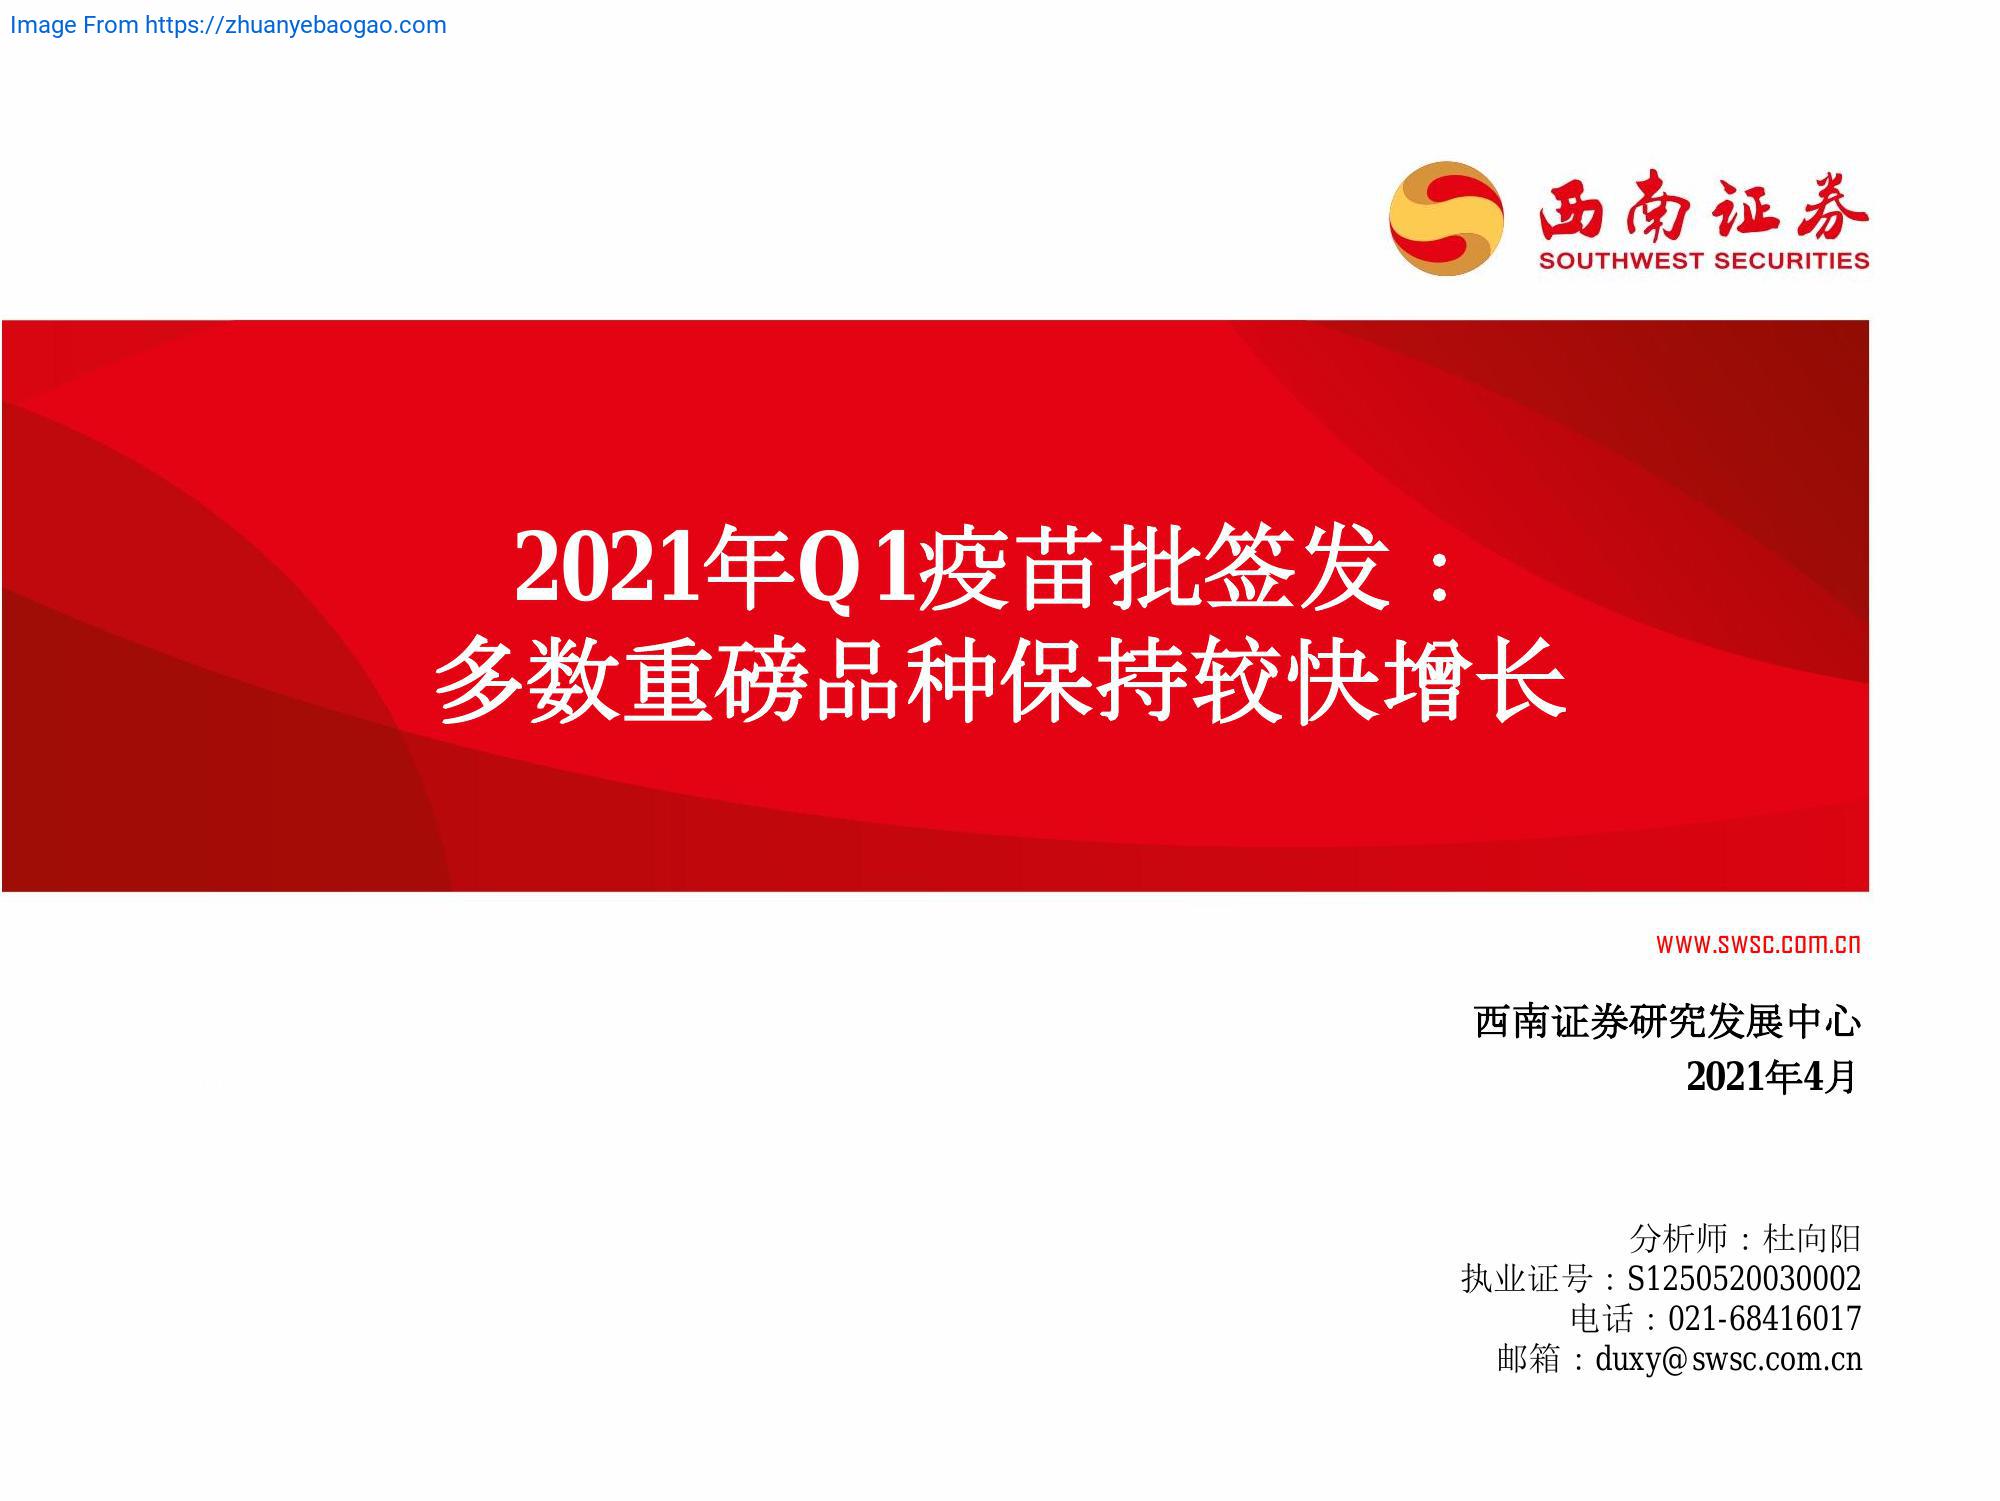 Image From https://zhuanyebaogao.com
西南证券
SOUTHWEST SECURITIES
2021年Q1疫苗批签发：
多数重磅品种保持较快增长
www.swsc.com.cn
西南证券研究发展中心
2021年4月
分析师：杜向阳
执业证号：S1250520030002
电话：021-68416017
邮箱：duxy@swsc.com.cn